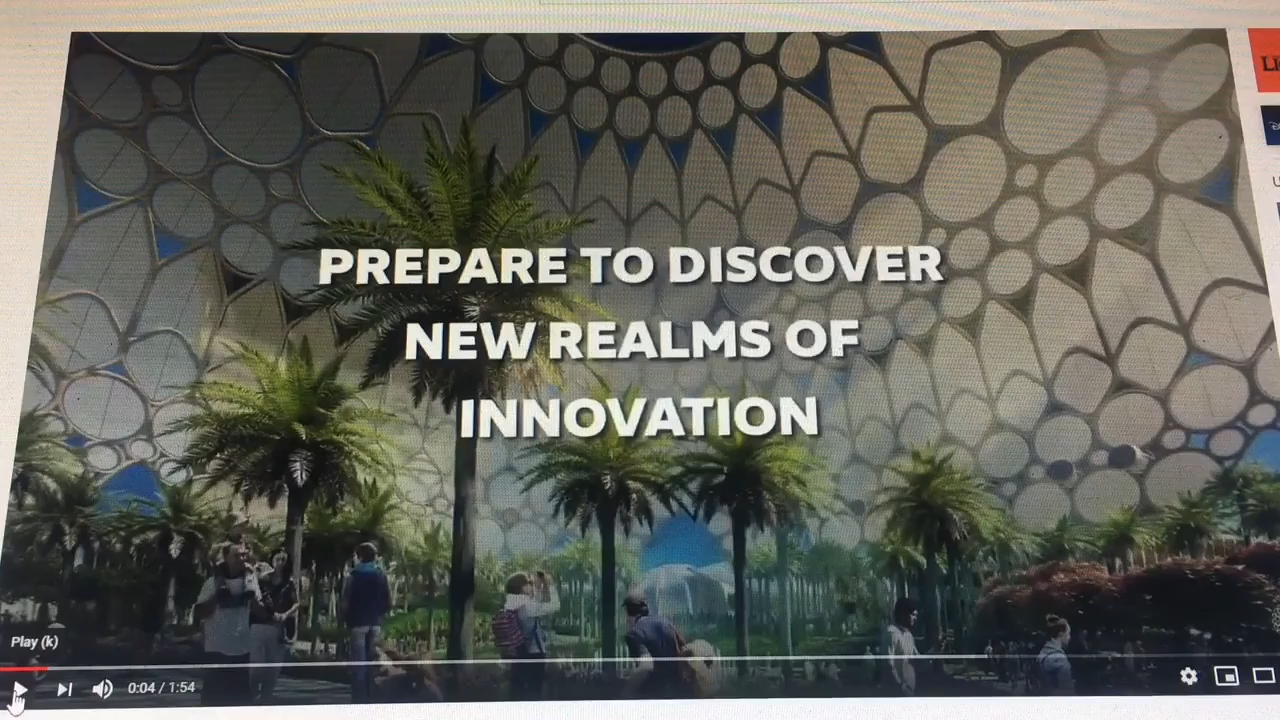 PREPARE TO DISCOVER
NEW REALMS OF
INNOVATION
Play (k)
0:04 / 1:54